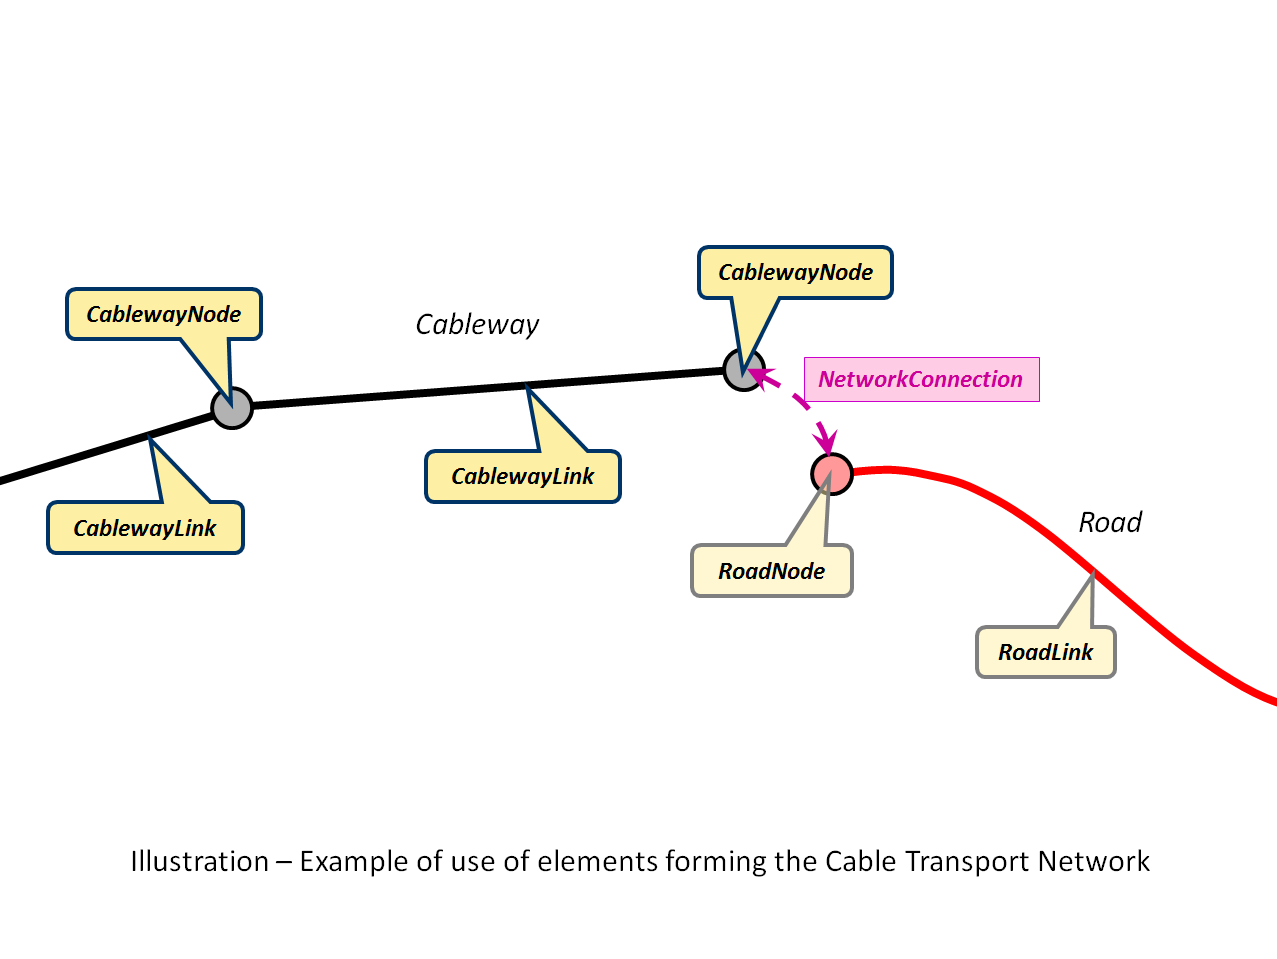 CablewayNode
CablewayNode
Cableway
NetworkConnection
CablewayLink
CablewayLink
Road
RoadNode
RoadLink
Illustration – Example of use of elements forming the Cable Transport Network